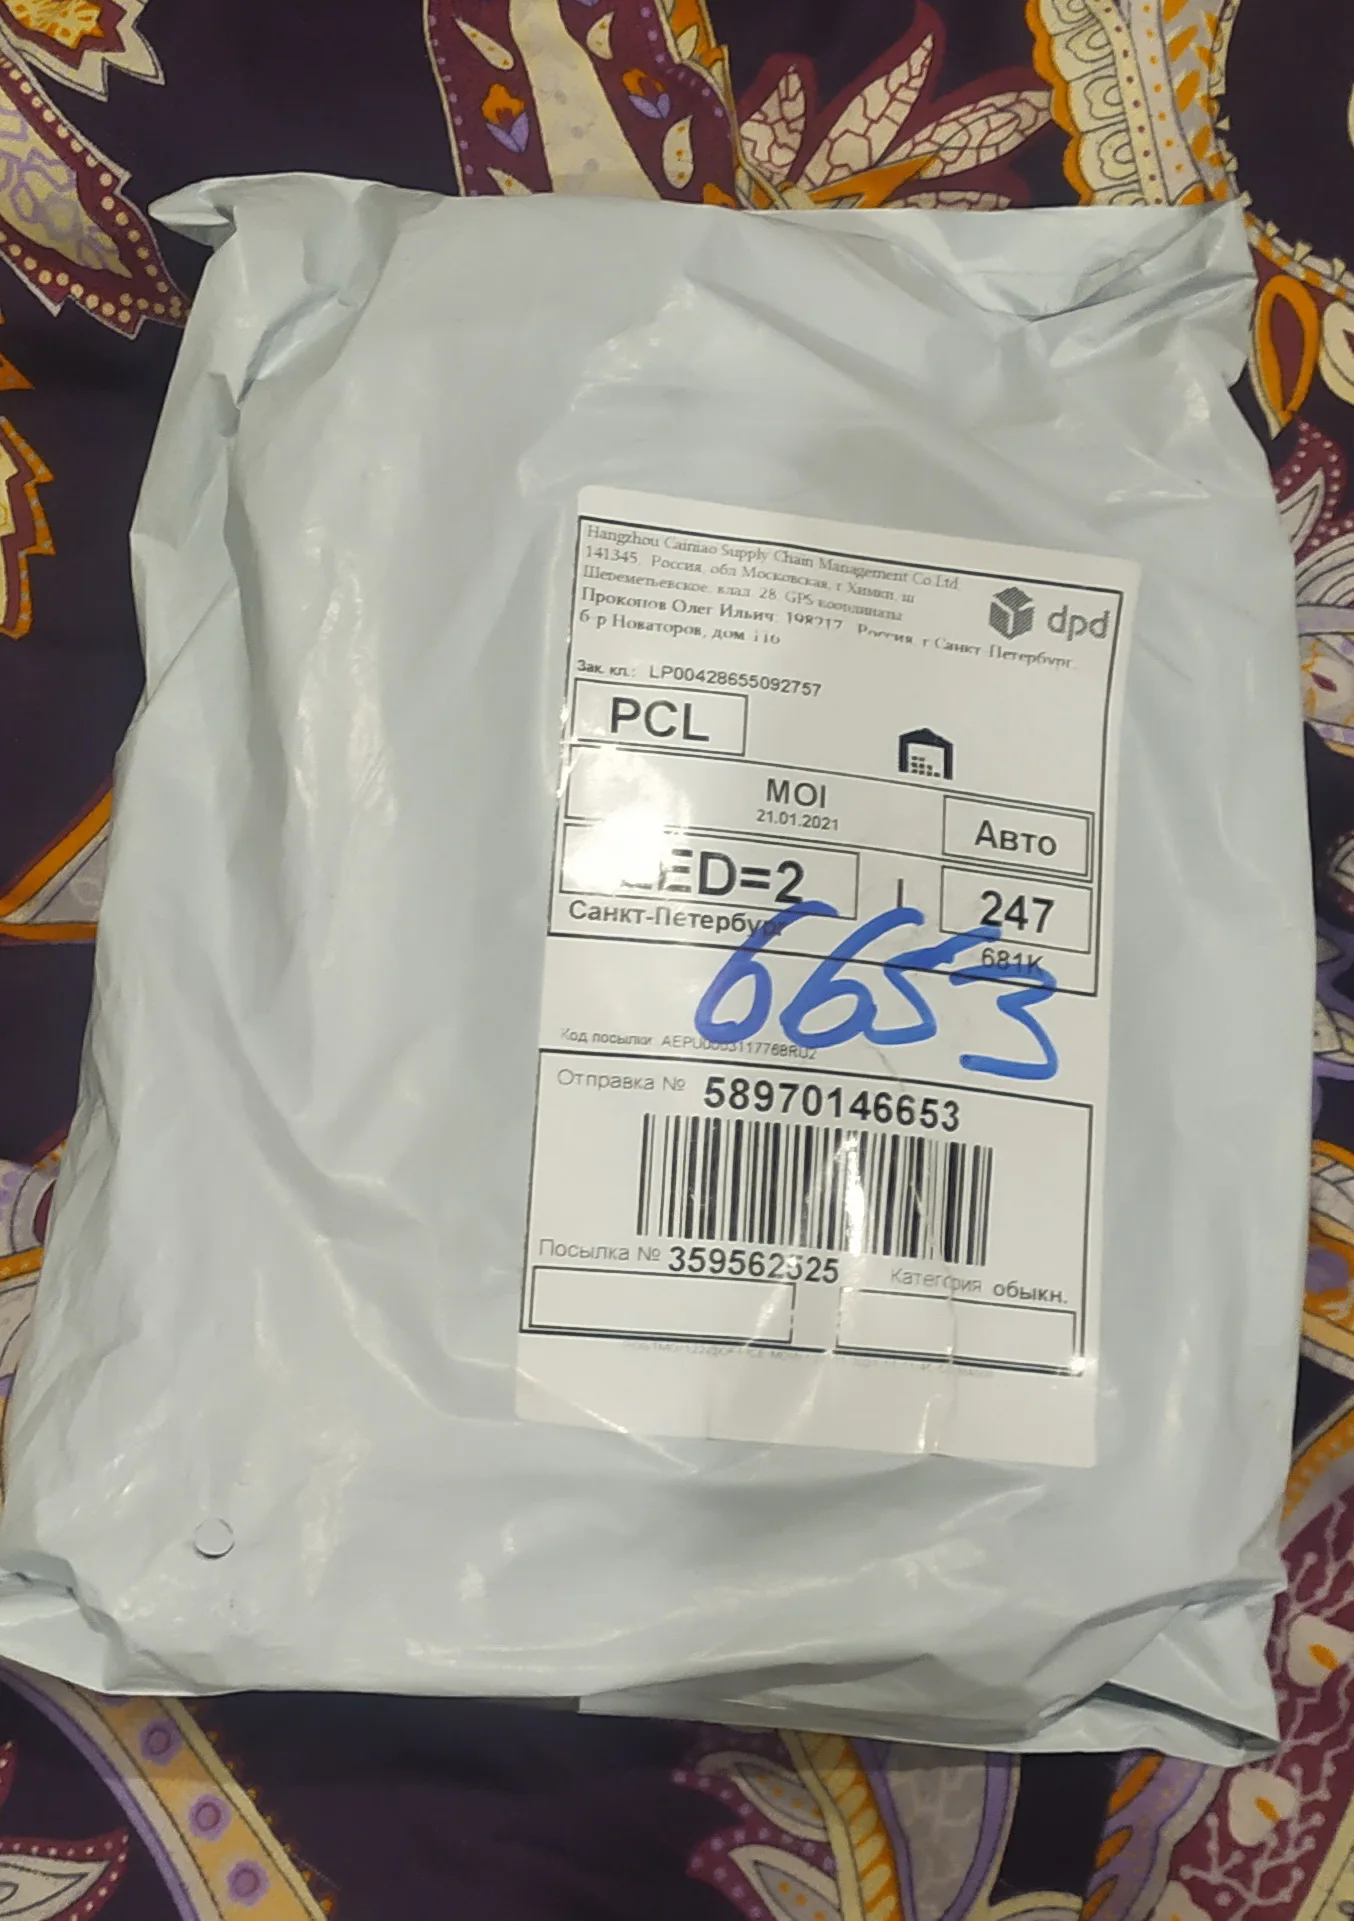 Hangzhou Cainiao Supply Chain Management Co.Ltd.
141345, Россия, обл Московская, г Химки, ш
Шереметьевское, влад. 28. GPS координаты
Прокопов Олег Ильич: 198217, Россия, г Санкт-Петербург,
б-р Новаторов, дом 116
dpd
Зак. кл.: LP00428655092757
PCL
MOI
21.01.2021
Авто
ED=2
247
Санкт-Петербург
681K
6653
Код посылки
Отправка № 58970146653
Посылка № 359562525
Категория обыкн.